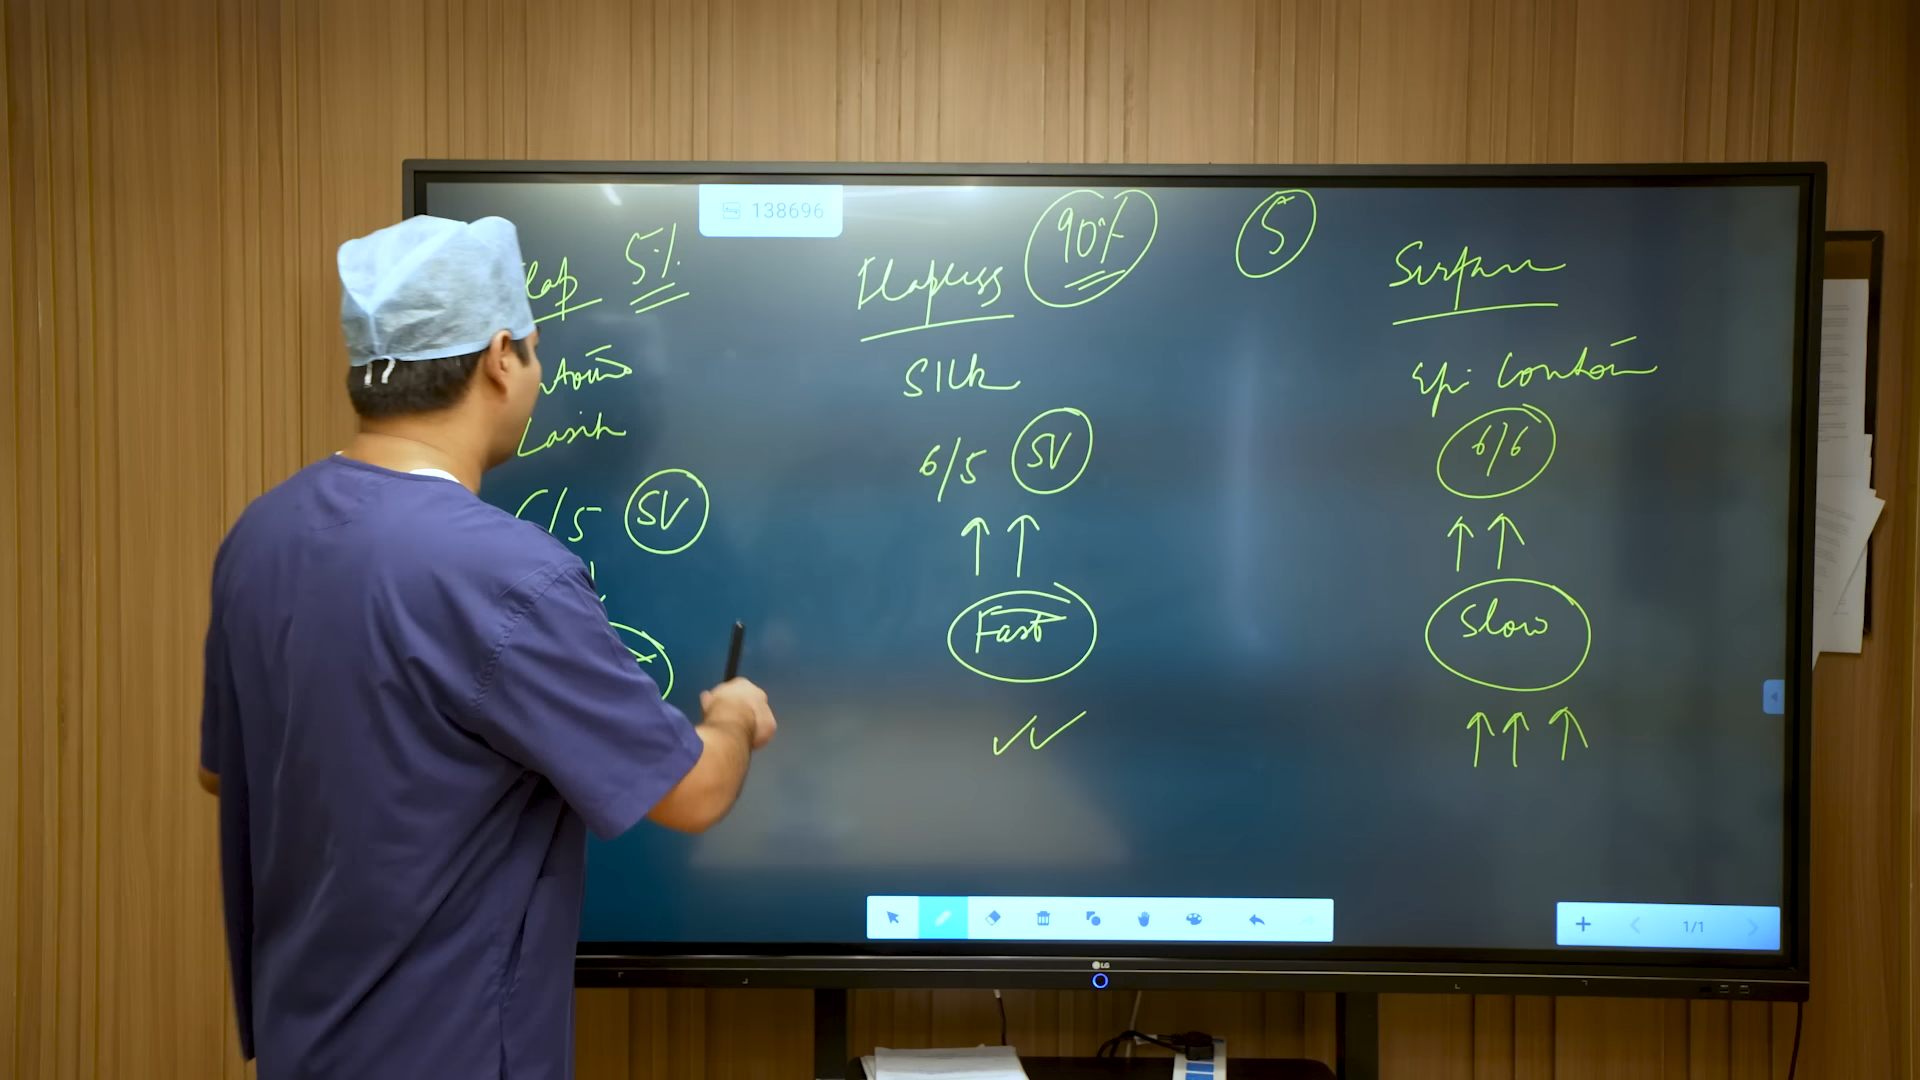 138696
5%
Flapless 90%
5
Surface
SILK
Epi Contour
Lasik
6/5 SV
6/6
/5 SV
Fast
Slow
1/1
LG